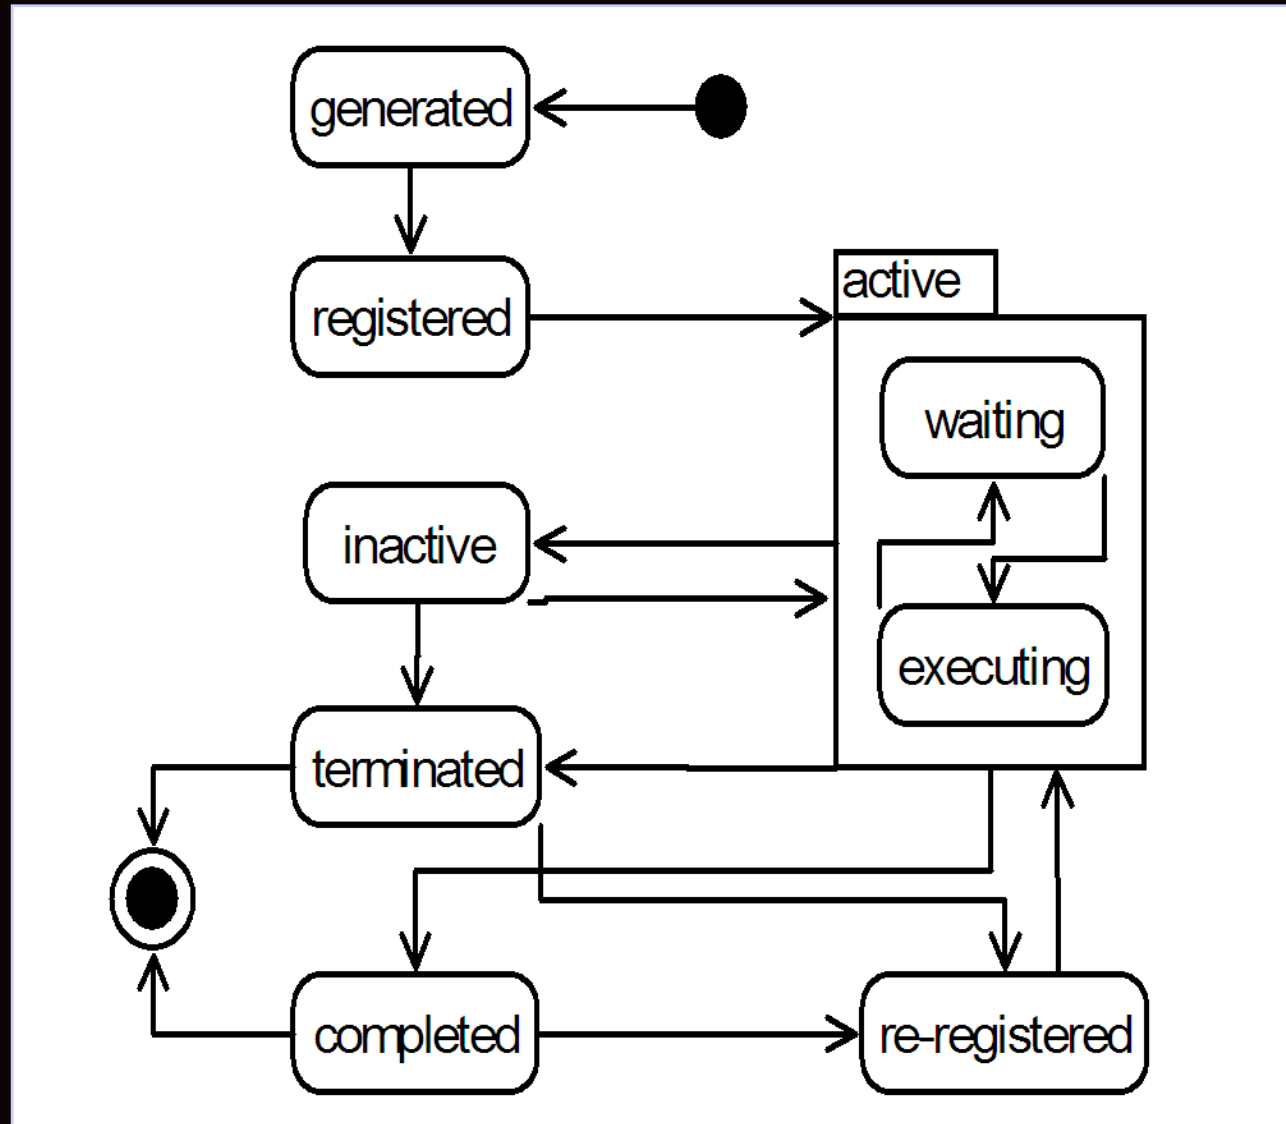 generated
registered
active
waiting
inactive
executing
terminated
completed
re-registered